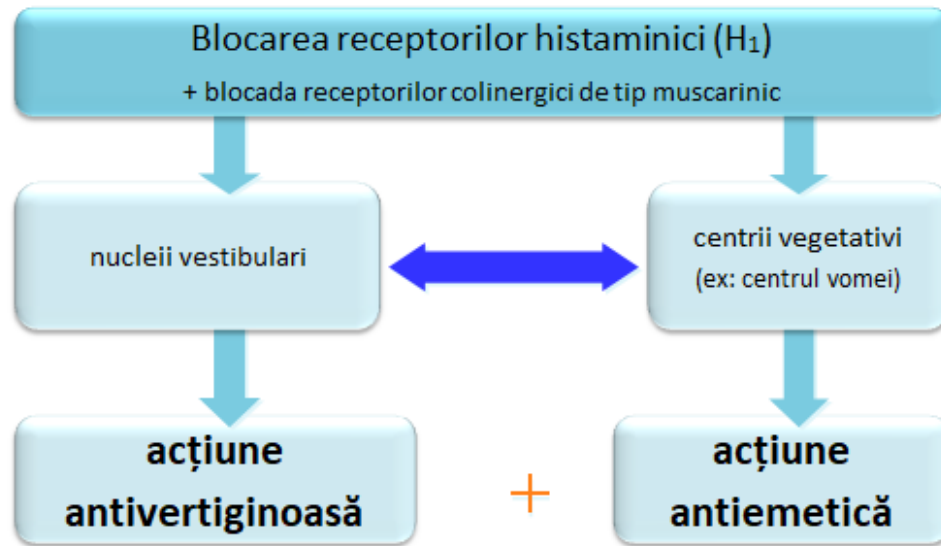 Blocarea receptorilor histaminici (H₁)
+ blocada receptorilor colinergici de tip muscarinic
nucleii vestibulari
centrii vegetativi
(ex: centrul vomei)
acțiune
antivertiginoasă
+
acțiune
antiemetică